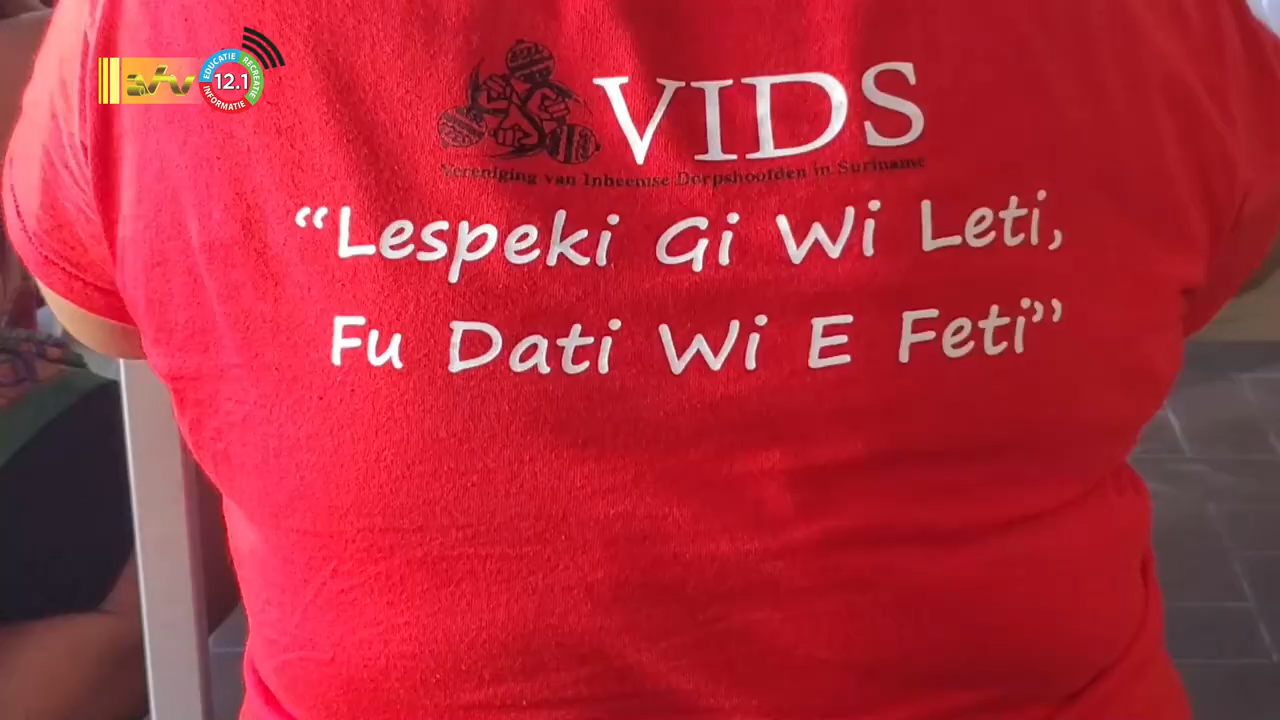 EDUCATIE
RECREATIE
INFORMATIE
12.1
VIDS
Vereniging van Inheemse Dorpshoofden in Suriname
“Lespeki Gi Wi Leti,
Fu Dati Wi E Feti”